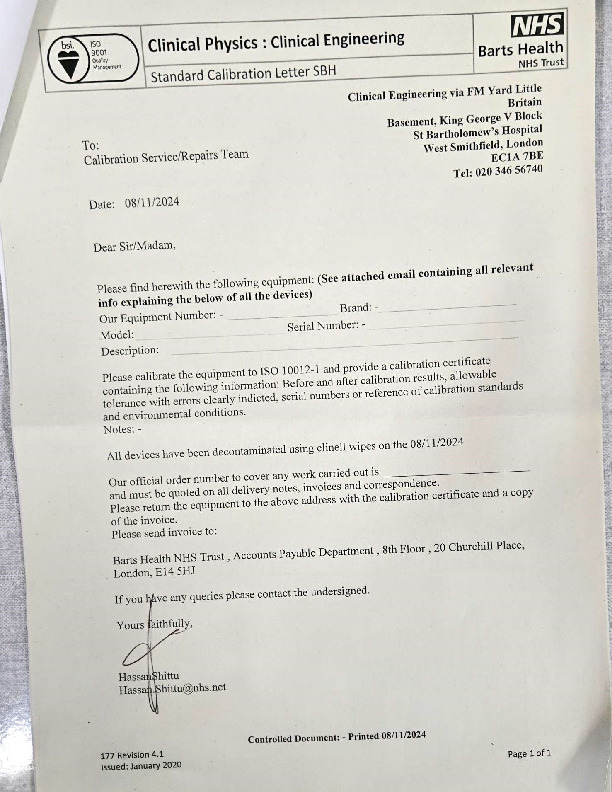 bsi.
ISO
9001
Quality
Management
Clinical Physics : Clinical Engineering
Standard Calibration Letter SBH
NHS
Barts Health
NHS Trust
Clinical Engineering via FM Yard Little
Britain
Basement, King George V Block
St Bartholomew's Hospital
West Smithfield, London
EC1A 7BE
Tel: 020 346 56740
To:
Calibration Service/Repairs Team
Date: 08/11/2024
Dear Sir/Madam,
Please find herewith the following equipment: (See attached email containing all relevant
info explaining the below of all the devices)
Our Equipment Number: - Brand: -
Model: Serial Number: -
Description:
Please calibrate the equipment to ISO 10012-1 and provide a calibration certificate
containing the following information: Before and after calibration results, allowable
tolerance with errors clearly indicted, serial numbers or reference of calibration standards
and environmental conditions.
Notes: -
All devices have been decontaminated using clinell wipes on the 08/11/2024
Our official order number to cover any work carried out is
and must be quoted on all delivery notes, invoices and correspondence.
Please return the equipment to the above address with the calibration certificate and a copy
of the invoice.
Please send invoice to:
Barts Health NHS Trust , Accounts Payable Department , 8th Floor , 20 Churchill Place,
London, E14 5HJ
If you have any queries please contact the undersigned.
Yours faithfully,
Hassan Shittu
Hassan.Shittu@nhs.net
Controlled Document: - Printed 08/11/2024
177 Revision 4.1
Issued: January 2020
Page 1 of 1